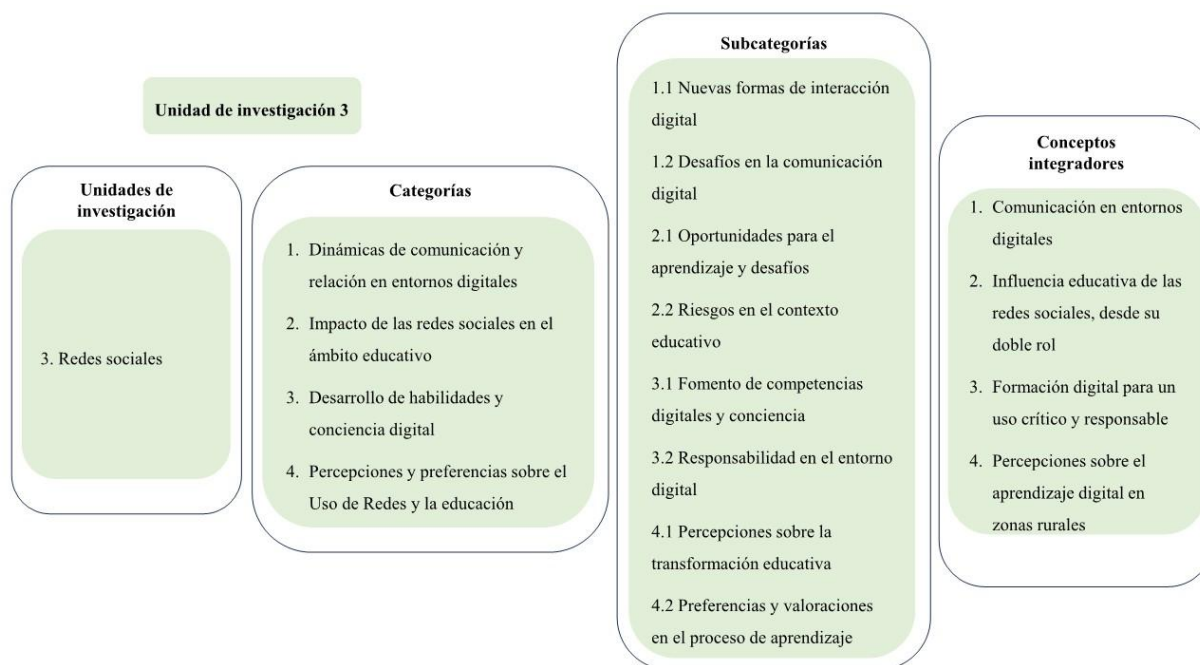 Unidad de investigación 3
Unidades de
investigación
3. Redes sociales
Categorías
1. Dinámicas de comunicación y
relación en entornos digitales
2. Impacto de las redes sociales en el
ámbito educativo
3. Desarrollo de habilidades y
conciencia digital
4. Percepciones y preferencias sobre el
Uso de Redes y la educación
Subcategorías
1.1 Nuevas formas de interacción
digital
1.2 Desafíos en la comunicación
digital
2.1 Oportunidades para el
aprendizaje y desafíos
2.2 Riesgos en el contexto
educativo
3.1 Fomento de competencias
digitales y conciencia
3.2 Responsabilidad en el entorno
digital
4.1 Percepciones sobre la
transformación educativa
4.2 Preferencias y valoraciones
en el proceso de aprendizaje
Conceptos
integradores
1. Comunicación en entornos
digitales
2. Influencia educativa de las
redes sociales, desde su
doble rol
3. Formación digital para un
uso crítico y responsable
4. Percepciones sobre el
aprendizaje digital en
zonas rurales